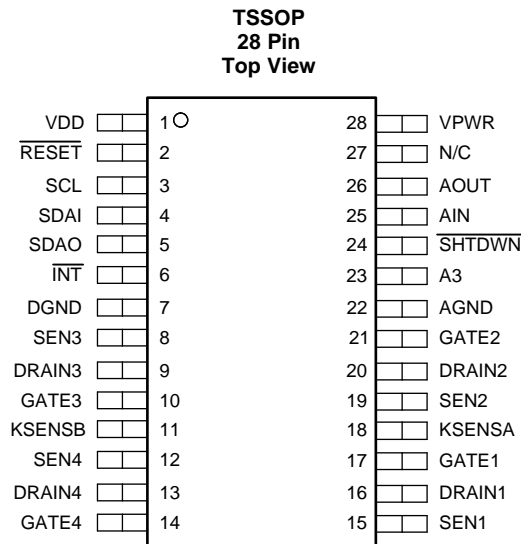 TSSOP
28 Pin
Top View
VDD 1 28 VPWR
RESET 2 27 N/C
SCL 3 26 AOUT
SDAI 4 25 AIN
SDAO 5 24 SHTDWN
INT 6 23 A3
DGND 7 22 AGND
SEN3 8 21 GATE2
DRAIN3 9 20 DRAIN2
GATE3 10 19 SEN2
KSENSB 11 18 KSENSA
SEN4 12 17 GATE1
DRAIN4 13 16 DRAIN1
GATE4 14 15 SEN1